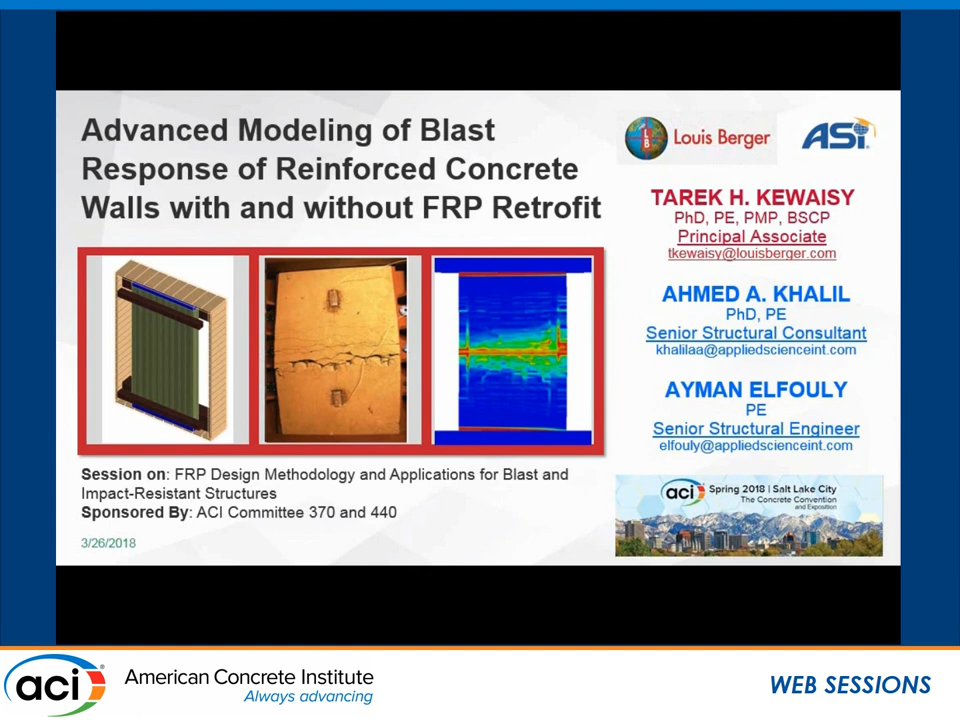 Advanced Modeling of Blast
Response of Reinforced Concrete
Walls with and without FRP Retrofit
LB
Louis Berger
ASI
TAREK H. KEWAISY
PhD, PE, PMP, BSCP
Principal Associate
tkewaisy@louisberger.com
AHMED A. KHALIL
PhD, PE
Senior Structural Consultant
khalilaa@appliedscienceint.com
AYMAN ELFOULY
PE
Senior Structural Engineer
elfouly@appliedscienceint.com
Session on: FRP Design Methodology and Applications for Blast and
Impact-Resistant Structures
Sponsored By: ACI Committee 370 and 440
3/26/2018
aci Spring 2018 | Salt Lake City
The Concrete Convention
and Exposition
aci
American Concrete Institute
Always advancing
WEB SESSIONS